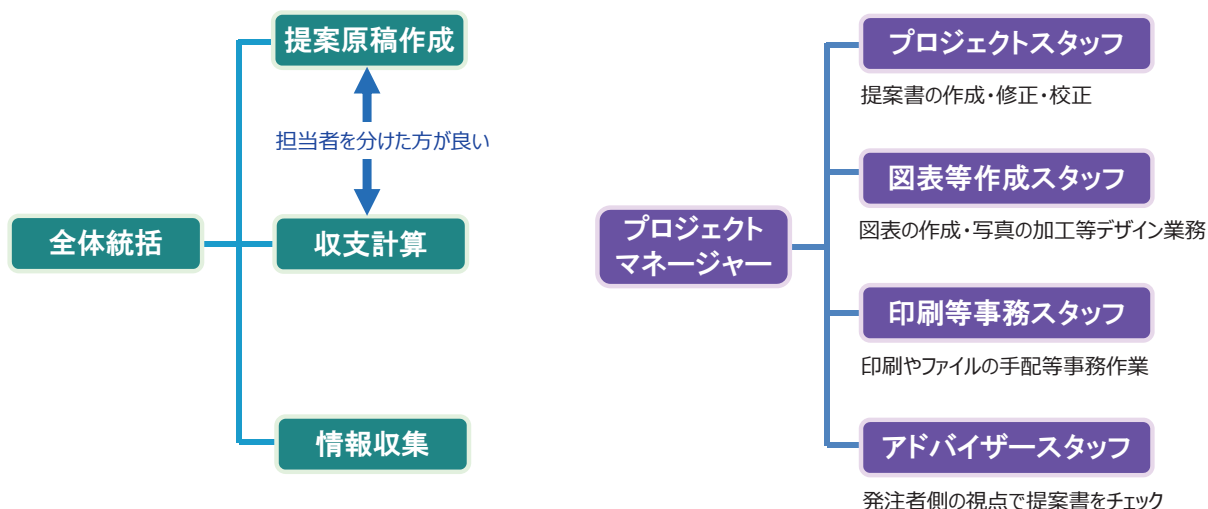 提案原稿作成
担当者を分けた方が良い
全体統括
収支計算
情報収集
プロジェクト
マネージャー
プロジェクトスタッフ
提案書の作成・修正・校正
図表等作成スタッフ
図表の作成・写真の加工等デザイン業務
印刷等事務スタッフ
印刷やファイルの手配等事務作業
アドバイザースタッフ
発注者側の視点で提案書をチェック